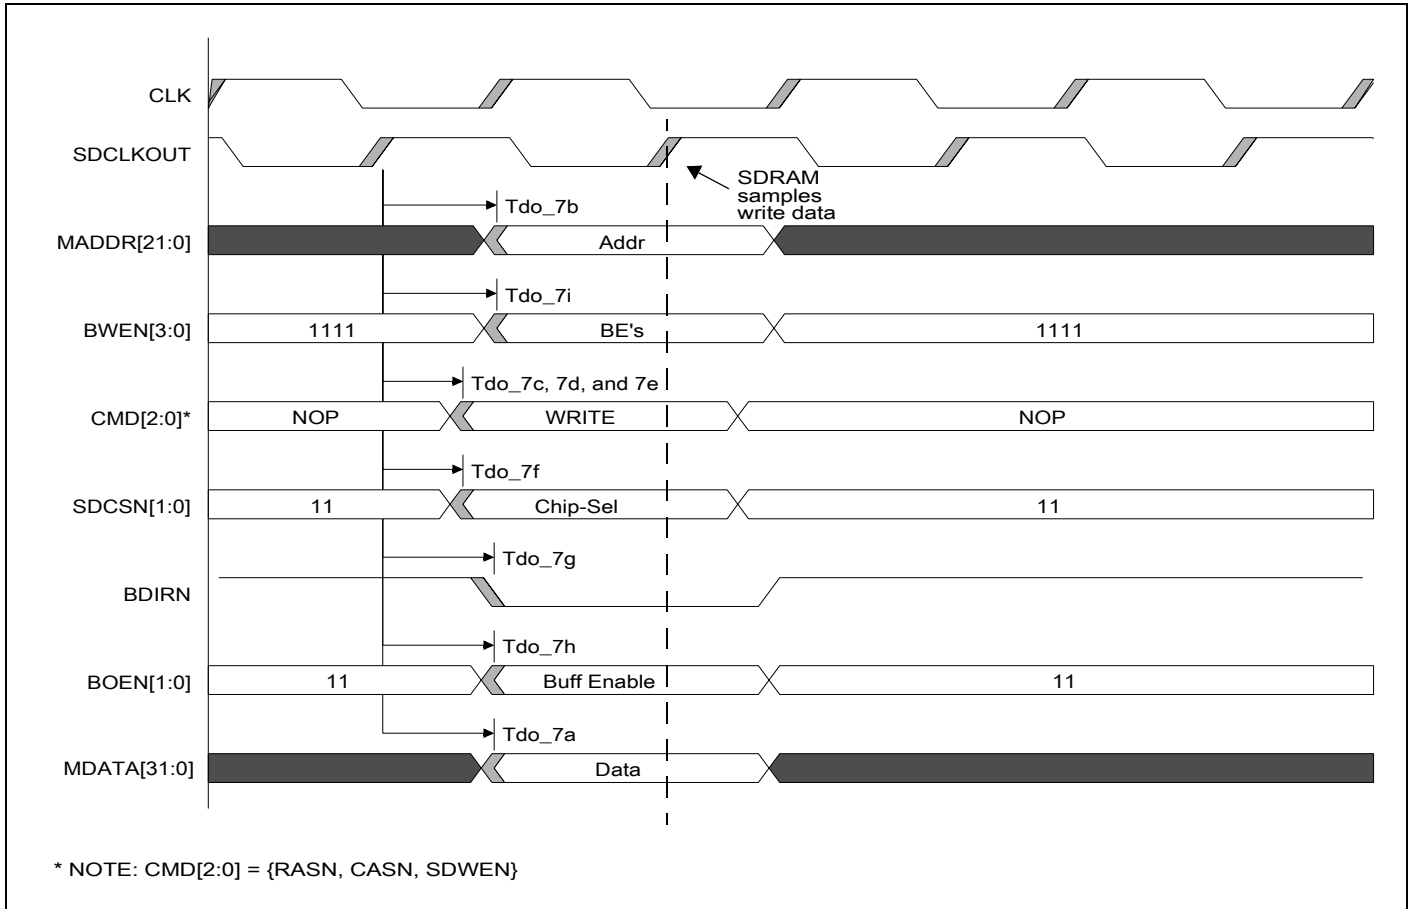 CLK
SDCLKOUT
SDRAM
samples
write data
Tdo_7b
MADDR[21:0] Addr
Tdo_7i
BWEN[3:0] 1111 BE's 1111
Tdo_7c, 7d, and 7e
CMD[2:0]* NOP WRITE NOP
Tdo_7f
SDCSN[1:0] 11 Chip-Sel 11
Tdo_7g
BDIRN
Tdo_7h
BOEN[1:0] 11 Buff Enable 11
Tdo_7a
MDATA[31:0] Data
* NOTE: CMD[2:0] = {RASN, CASN, SDWEN}